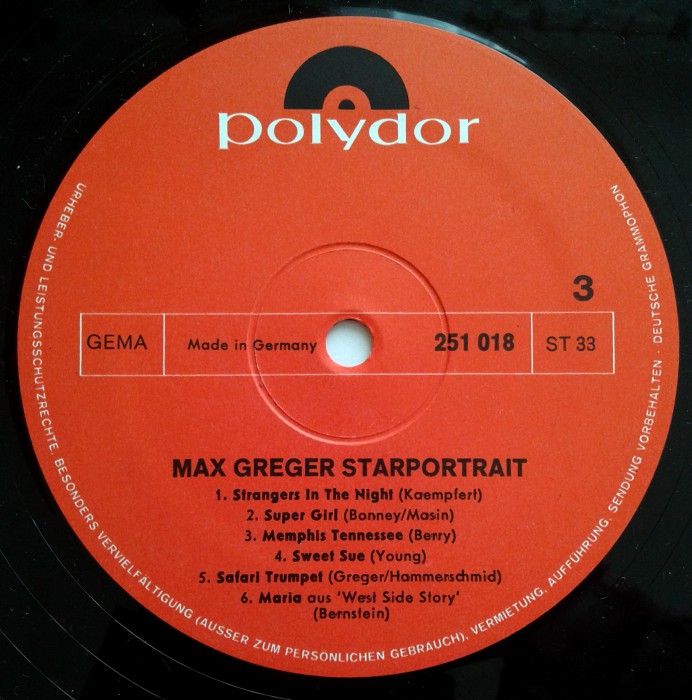 polydor
3
GEMA
Made in Germany
251 018
ST 33
MAX GREGER STARPORTRAIT
1. Strangers In The Night (Kaempfert)
2. Super Girl (Bonney/Masin)
3. Memphis Tennessee (Berry)
4. Sweet Sue (Young)
5. Safari Trumpet (Greger/Hammerschmid)
6. Maria aus 'West Side Story'
(Bernstein)
URHEBER- UND LEISTUNGSSCHUTZRECHTE. BESONDERS VERVIELFALTIGUNG (AUSSER ZUM PERSONLICHEN GEBRAUCH), VERMIETUNG. AUFFÜHRUNG. SENDUNG VORBEHALTEN · DEUTSCHE GRAMMOPHON